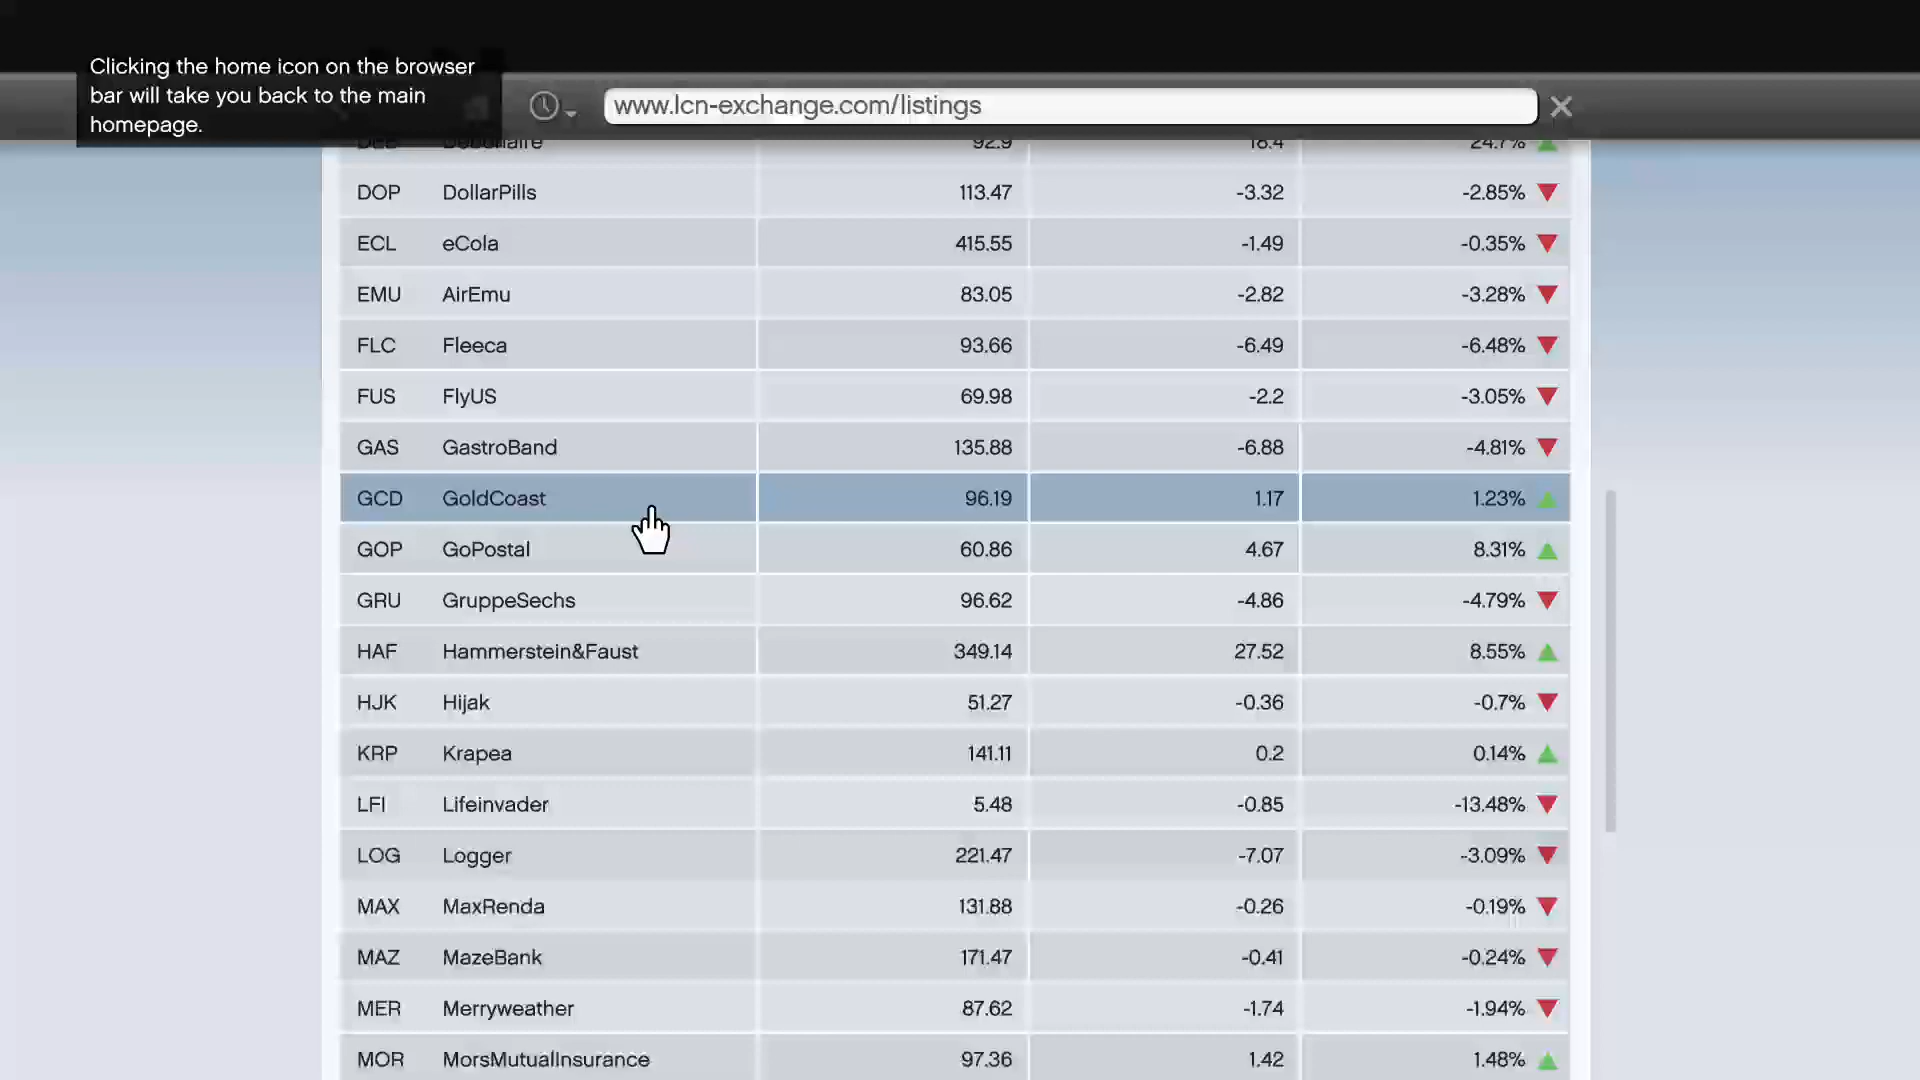 Clicking the home icon on the browser
bar will take you back to the main
homepage.
www.lcn-exchange.com/listings
DEB Debonaire 92.9 18.4 24.7%
DOP DollarPills 113.47 -3.32 -2.85%
ECL eCola 415.55 -1.49 -0.35%
EMU AirEmu 83.05 -2.82 -3.28%
FLC Fleeca 93.66 -6.49 -6.48%
FUS FlyUS 69.98 -2.2 -3.05%
GAS GastroBand 135.88 -6.88 -4.81%
GCD GoldCoast 96.19 1.17 1.23%
GOP GoPostal 60.86 4.67 8.31%
GRU GruppeSechs 96.62 -4.86 -4.79%
HAF Hammerstein&Faust 349.14 27.52 8.55%
HJK Hijak 51.27 -0.36 -0.7%
KRP Krapea 141.11 0.2 0.14%
LFI Lifeinvader 5.48 -0.85 -13.48%
LOG Logger 221.47 -7.07 -3.09%
MAX MaxRenda 131.88 -0.26 -0.19%
MAZ MazeBank 171.47 -0.41 -0.24%
MER Merryweather 87.62 -1.74 -1.94%
MOR MorsMutualInsurance 97.36 1.42 1.48%